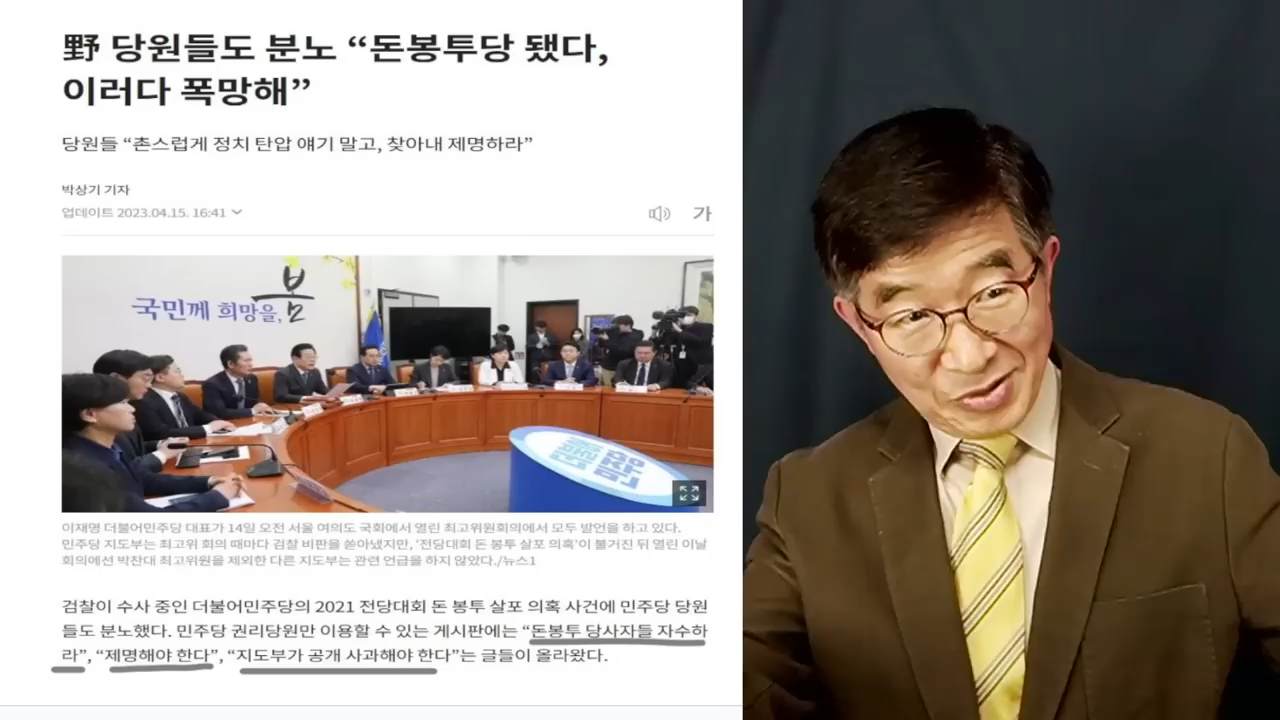 野 당원들도 분노 “돈봉투당 됐다,
이러다 폭망해”
당원들 “촌스럽게 정치 탄압 얘기 말고, 찾아내 제명하라”
박상기 기자
업데이트 2023.04.15. 16:41
가
국민께 희망을, 봄
이재명 더불어민주당 대표가 14일 오전 서울 여의도 국회에서 열린 최고위원회의에서 모두 발언을 하고 있다.
민주당 지도부는 최고위 회의 때마다 검찰 비판을 쏟아냈지만, '전당대회 돈 봉투 살포 의혹'이 불거진 뒤 열린 이날
회의에선 박찬대 최고위원을 제외한 다른 지도부는 관련 언급을 하지 않았다./뉴스1
검찰이 수사 중인 더불어민주당의 2021 전당대회 돈 봉투 살포 의혹 사건에 민주당 당원
들도 분노했다. 민주당 권리당원만 이용할 수 있는 게시판에는 “돈봉투 당사자들 자수하
라”, “제명해야 한다”, “지도부가 공개 사과해야 한다”는 글들이 올라왔다.